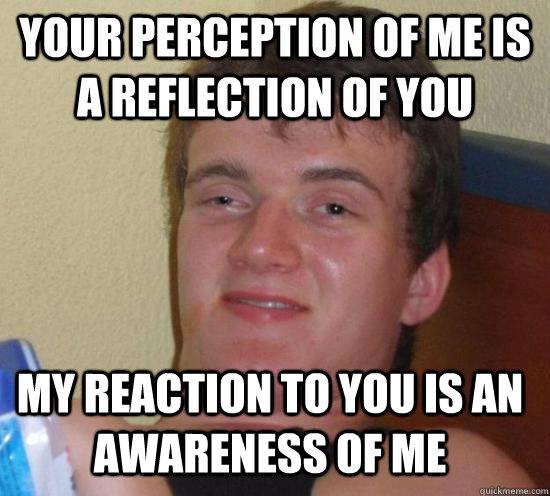 YOUR PERCEPTION OF ME IS
A REFLECTION OF YOU
MY REACTION TO YOU IS AN
AWARENESS OF ME
quickmeme.com